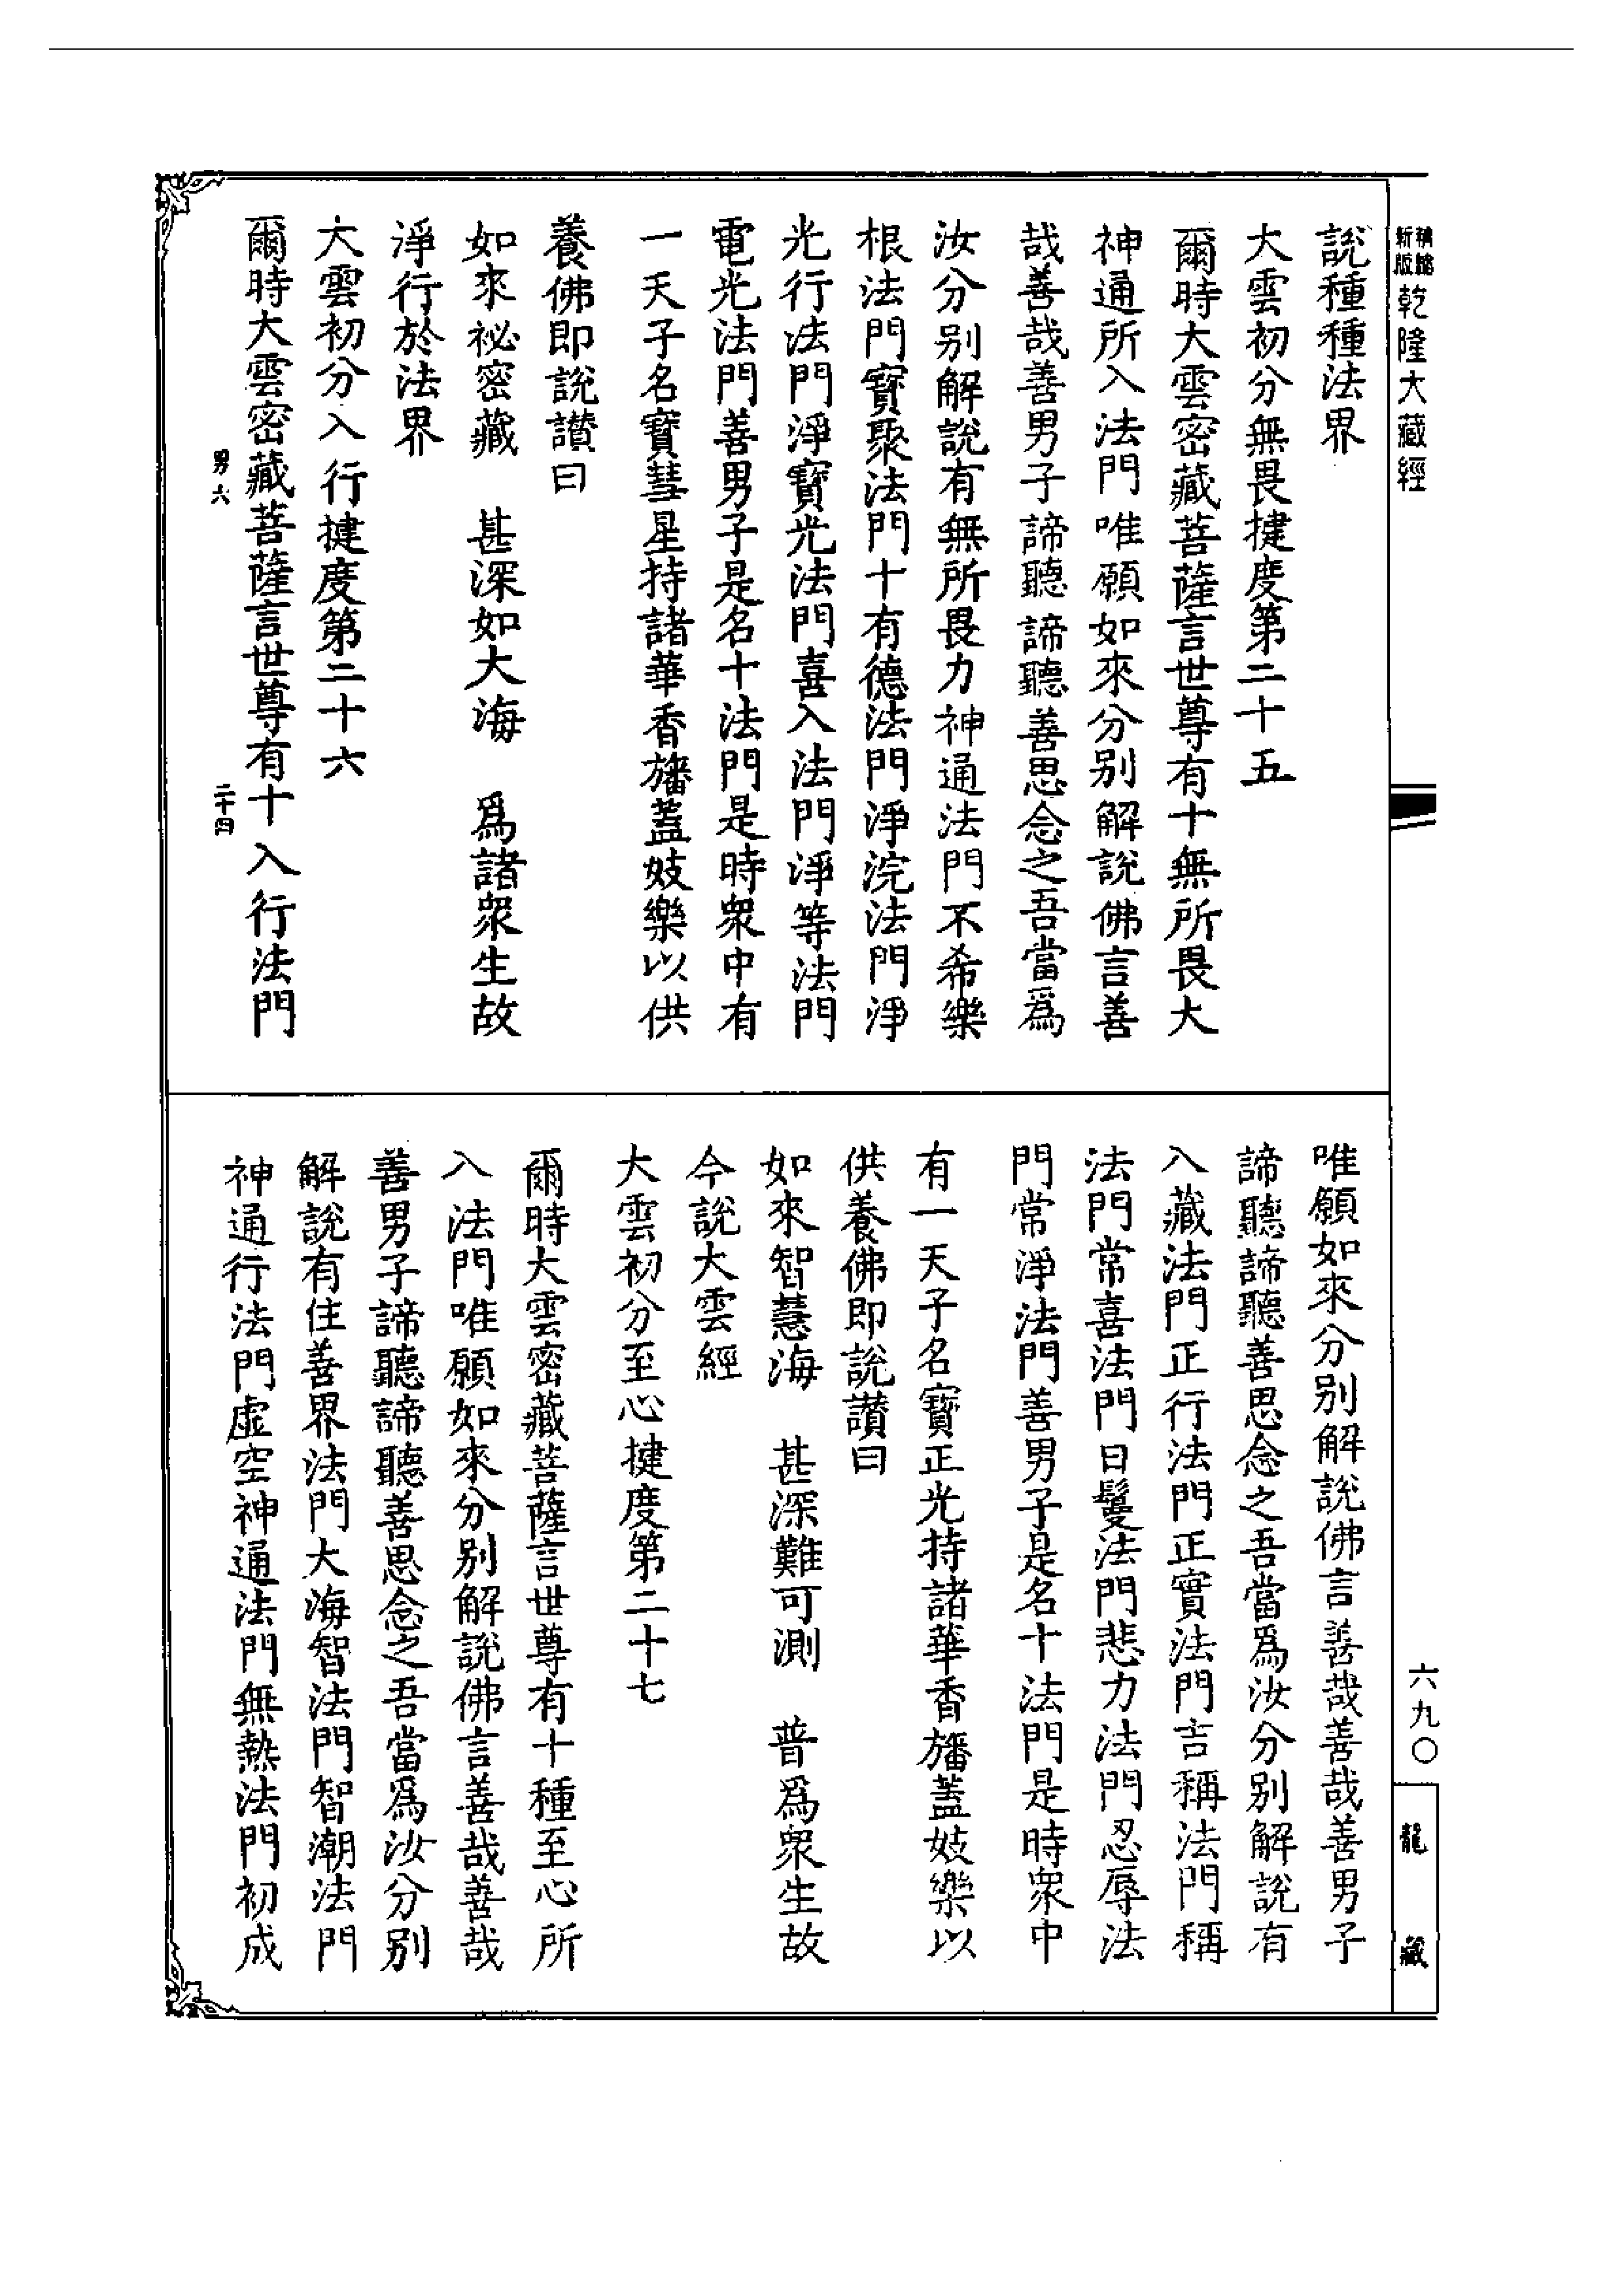 新版
乾隆大藏經
說種種法界
大雲初分無畏揵度第二十五
爾時大雲密藏菩薩言世尊有十無所畏大
神通所入法門唯願如來分別解說佛言善
哉善哉善男子諦聽諦聽善思念之吾當爲
汝分別解說有無所畏力神通法門不希樂
根法門寶聚法門十有德法門淨浣法門淨
光行法門淨寶光法門喜入法門淨等法門
電光法門善男子是名十法門是時衆中有
一天子名寶彗星持諸華香旛蓋妓樂以供
養佛即說讃曰
如來祕密藏　甚深如大海　爲諸衆生故
淨行於法界
大雲初分入行揵度第二十六
爾時大雲密藏菩薩言世尊有十入行法門
男六　二十四
唯願如來分別解說佛言善哉善哉善男子
諦聽諦聽善思念之吾當爲汝分別解說有
入藏法門正行法門正實法門言稱法門稱
法門常喜法門日鬘法門悲力法門忍辱法
門常淨法門善男子是名十法門是時衆中
有一天子名寶正光持諸華香旛蓋妓樂以
供養佛即說讃曰
如來智慧海　甚深難可測　普爲衆生故
今說大雲經
大雲初分至心揵度第二十七
爾時大雲密藏菩薩言世尊有十種至心所
入法門唯願如來分別解說佛言善哉善哉
善男子諦聽諦聽善思念之吾當爲汝分別
解說有住善界法門大海智法門智潮法門
神通行法門虛空神通法門無熱法門初成
六九〇
龍藏